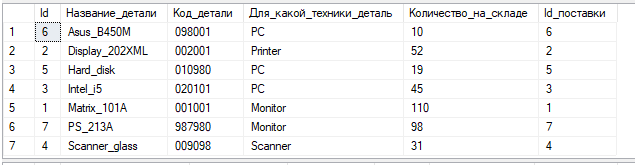 Id Название_детали Код_детали Для_какой_техники_деталь Количество_на_складе Id_поставки
1 6 Asus_B450M 098001 PC 10 6
2 2 Display_202XML 002001 Printer 52 2
3 5 Hard_disk 010980 PC 19 5
4 3 Intel_i5 020101 PC 45 3
5 1 Matrix_101A 001001 Monitor 110 1
6 7 PS_213A 987980 Monitor 98 7
7 4 Scanner_glass 009098 Scanner 31 4